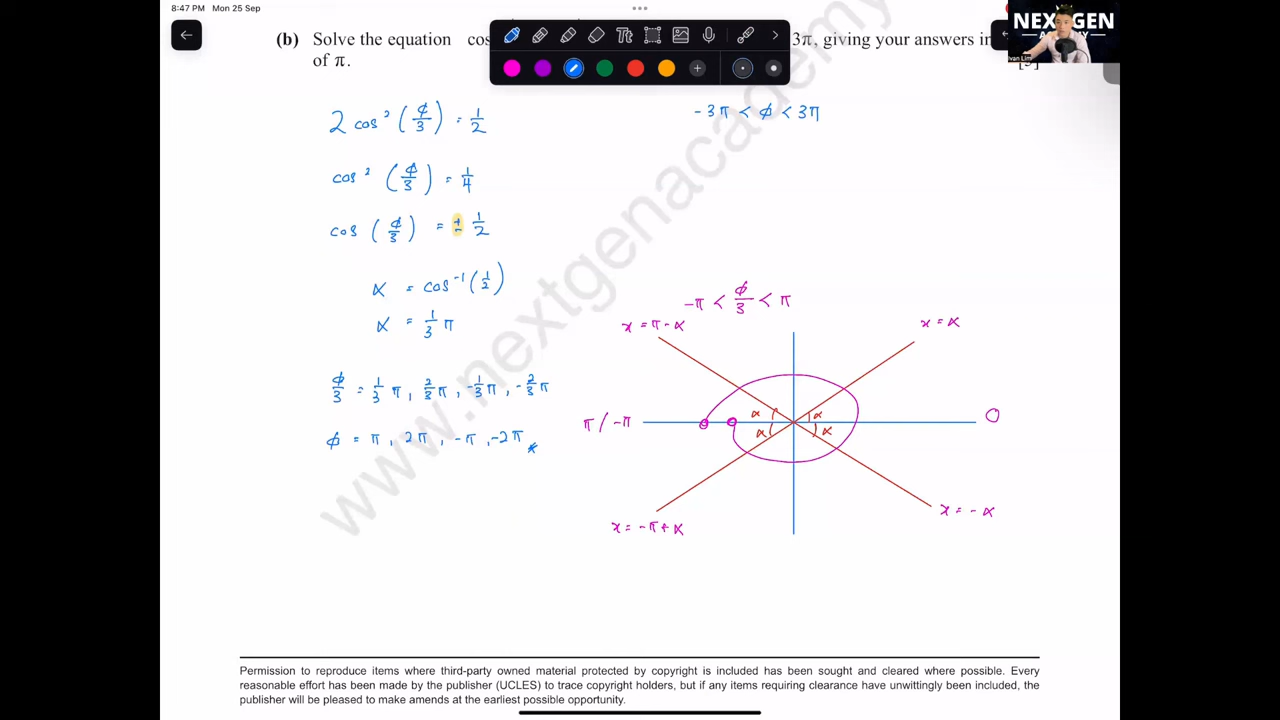 8:47 PM Mon 25 Sep
NEXTGEN
Ivan Lim
(b) Solve the equation cos 3π, giving your answers in
of π. [5]
2 cos² (ϕ/3) = 1/2
-3π < ϕ < 3π
cos² (ϕ/3) = 1/4
cos (ϕ/3) = ± 1/2
α = cos⁻¹ (1/2)
α = 1/3 π
-π < ϕ/3 < π
x = π - α
x = α
ϕ/3 = 1/3 π, 2/3 π, -1/3 π, -2/3 π
ϕ = π, 2π, -π, -2π *
π / -π
α α
α α
0
x = -π + α
x = - α
www.nextgenacademy
Permission to reproduce items where third-party owned material protected by copyright is included has been sought and cleared where possible. Every
reasonable effort has been made by the publisher (UCLES) to trace copyright holders, but if any items requiring clearance have unwittingly been included, the
publisher will be pleased to make amends at the earliest possible opportunity.